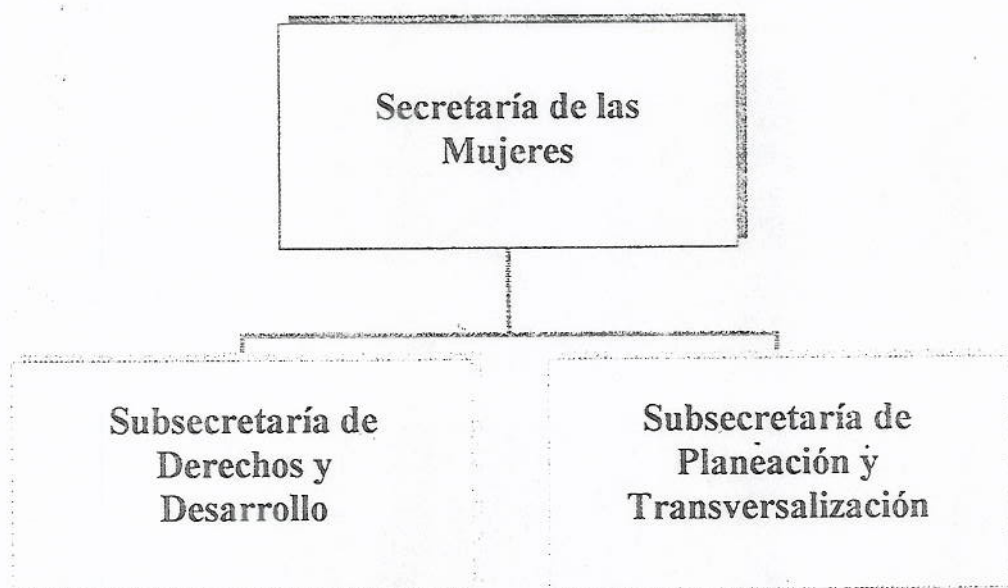 Secretaría de las
Mujeres
Subsecretaría de
Derechos y
Desarrollo
Subsecretaría de
Planeación y
Transversalización